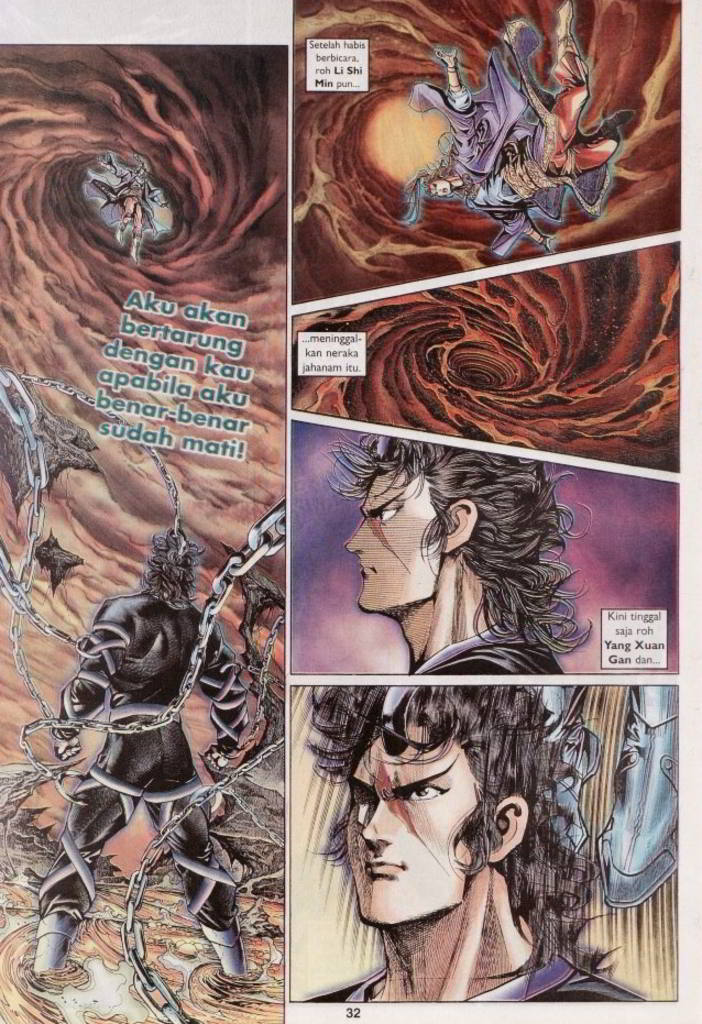 Aku akan
bertarung
dengan kau
apabila aku
benar-benar
sudah mati!
Setelah habis
berbicara,
roh Li Shi
Min pun...
...meninggal-
kan neraka
jahanam itu.
Kini tinggal
saja roh
Yang Xuan
Gan dan...
32